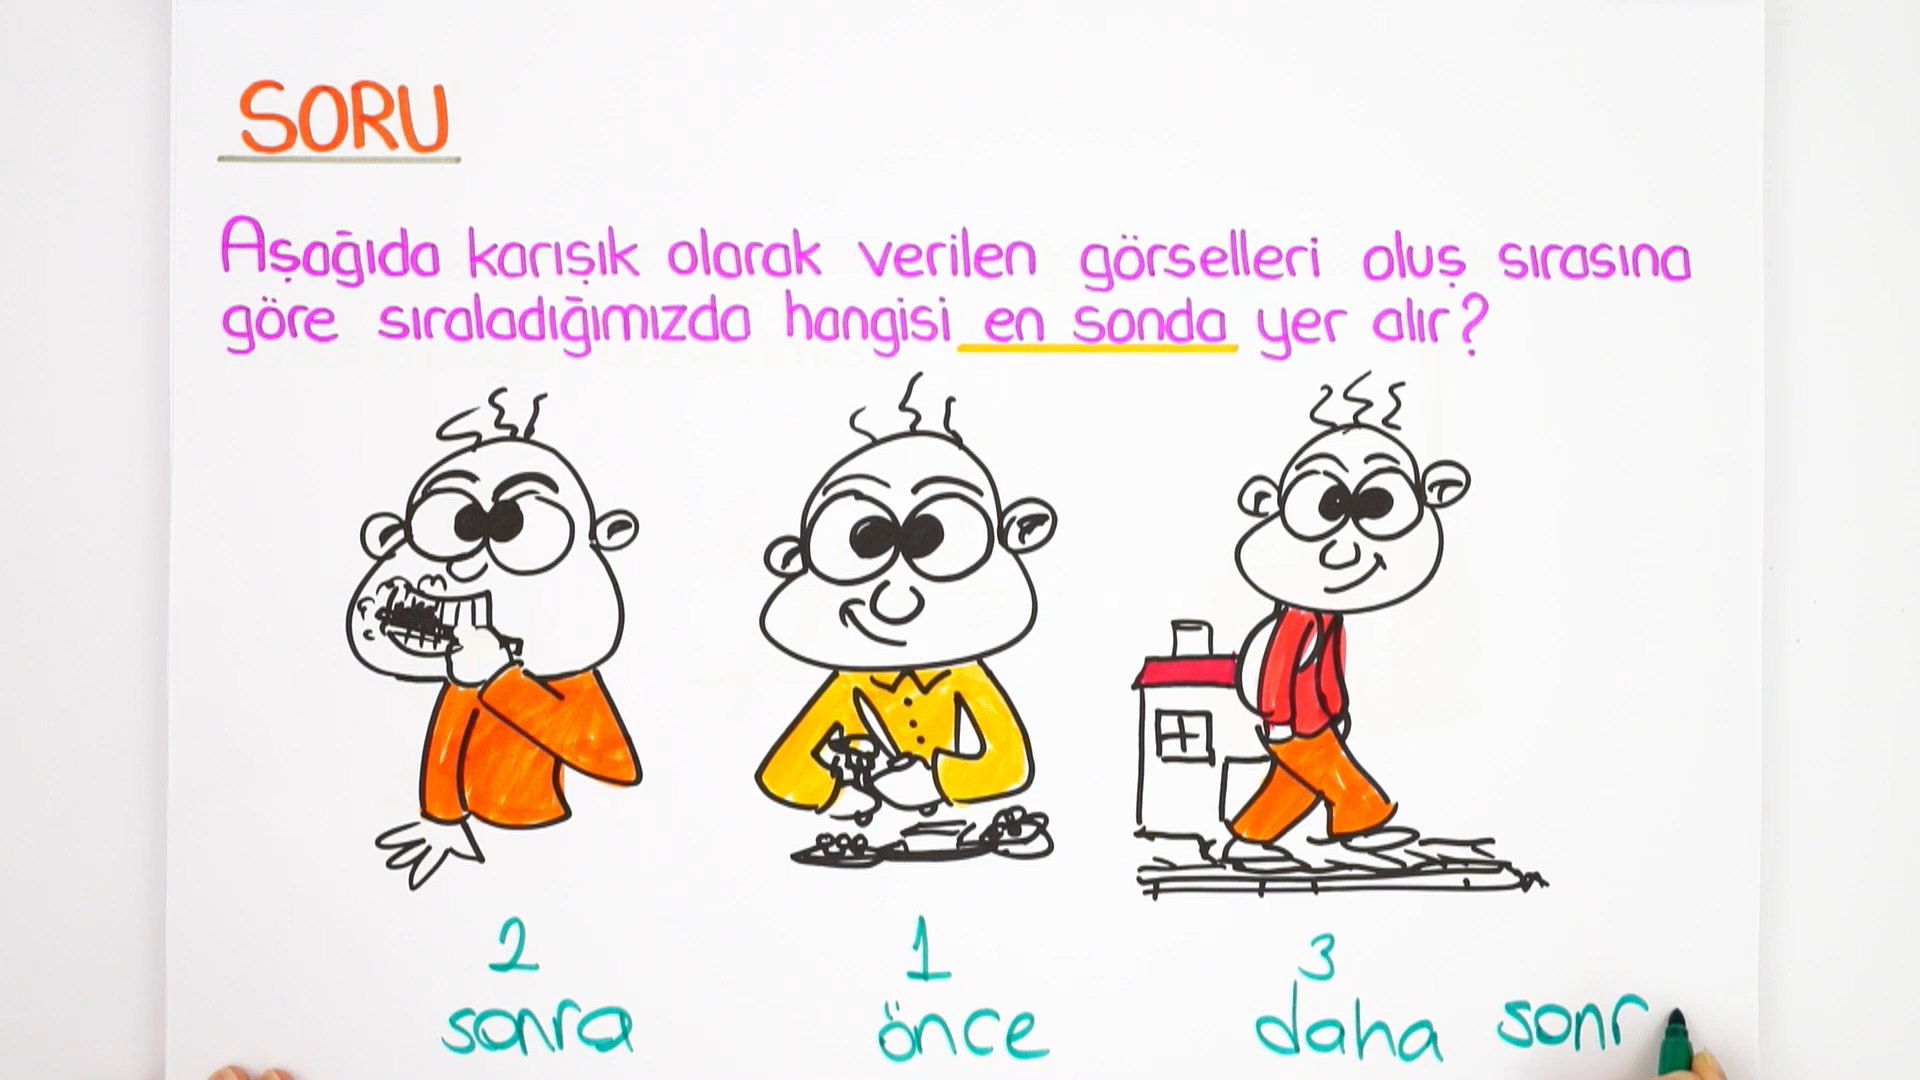 SORU
Aşağıda karışık olarak verilen görselleri oluş sırasına
göre sıraladığımızda hangisi en sonda yer alır?
2 1 3
sonra önce daha sonr